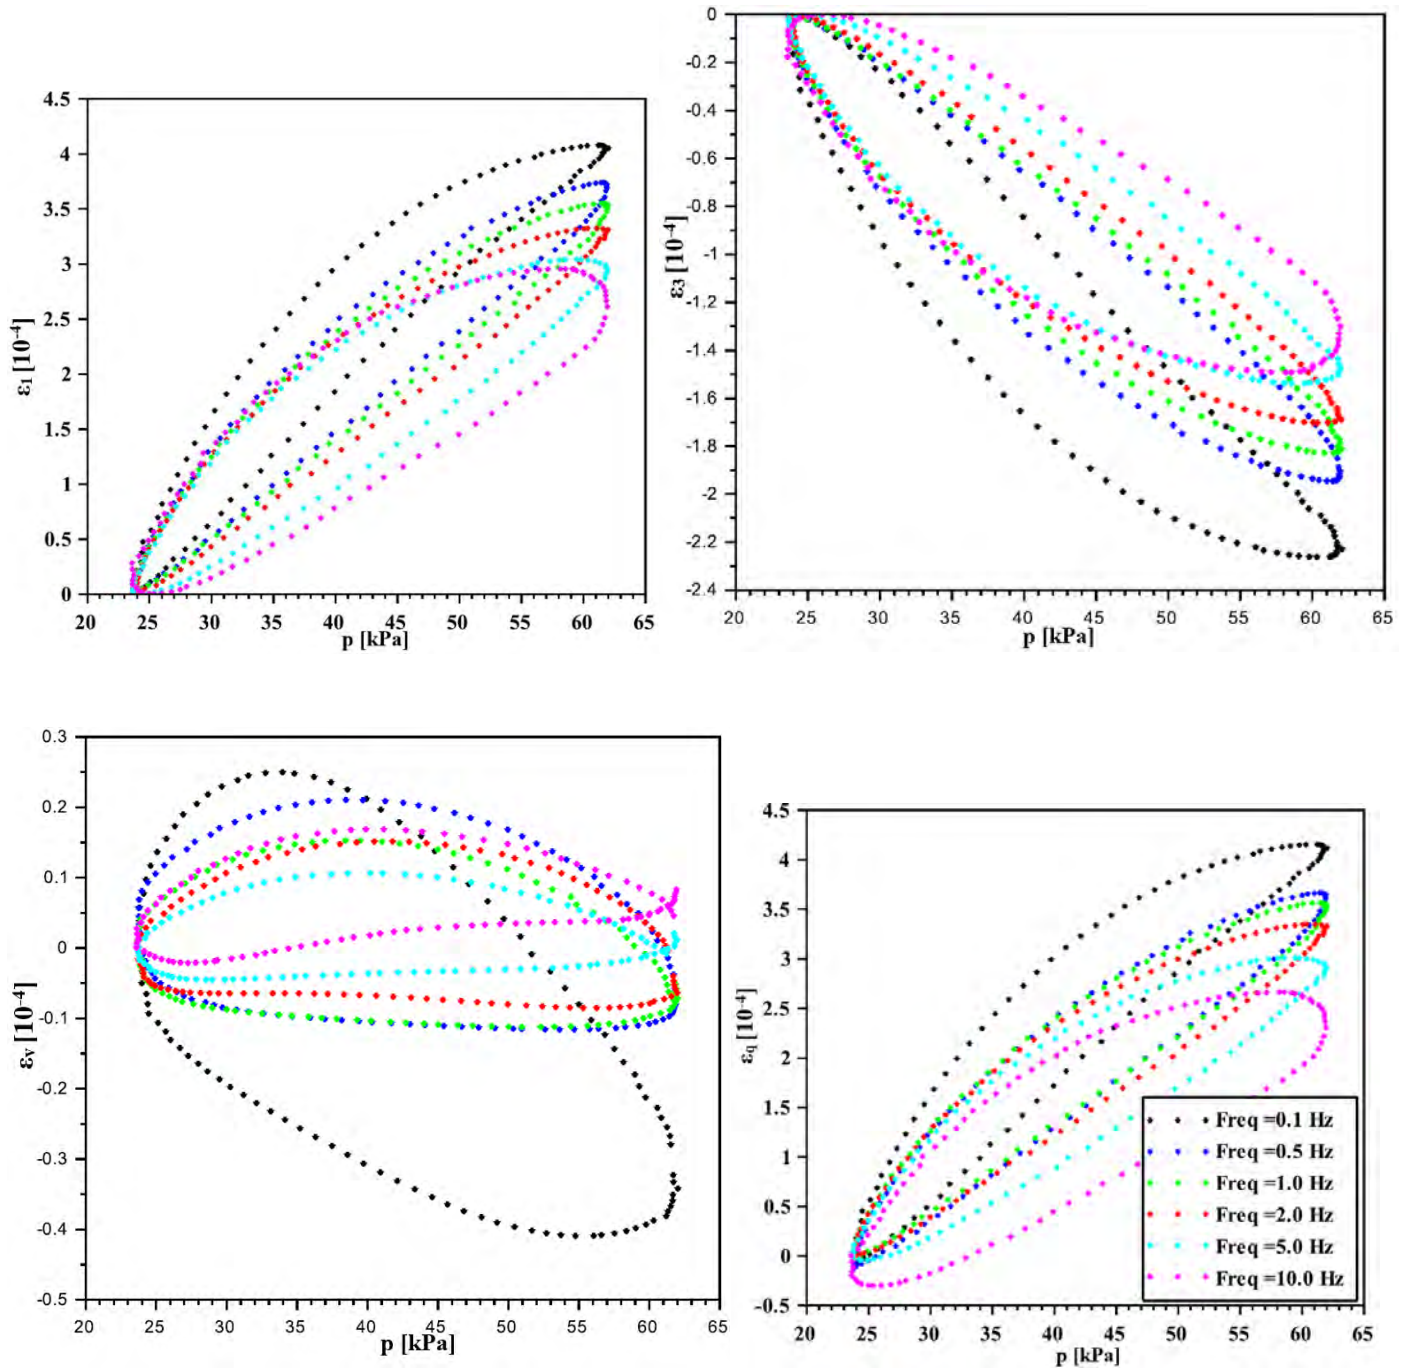 4.5
4
3.5
3
2.5
2
1.5
1
0.5
0
ε1 [10-4]
20 25 30 35 40 45 50 55 60 65
p [kPa]
0
-0.2
-0.4
-0.6
-0.8
-1
-1.2
-1.4
-1.6
-1.8
-2
-2.2
-2.4
ε3 [10-4]
20 25 30 35 40 45 50 55 60 65
p [kPa]
0.3
0.2
0.1
0
-0.1
-0.2
-0.3
-0.4
-0.5
εv [10-4]
20 25 30 35 40 45 50 55 60 65
p [kPa]
4.5
4
3.5
3
2.5
2
1.5
1
0.5
0
-0.5
εq [10-4]
Freq =0.1 Hz
Freq =0.5 Hz
Freq =1.0 Hz
Freq =2.0 Hz
Freq =5.0 Hz
Freq =10.0 Hz
20 25 30 35 40 45 50 55 60 65
p [kPa]